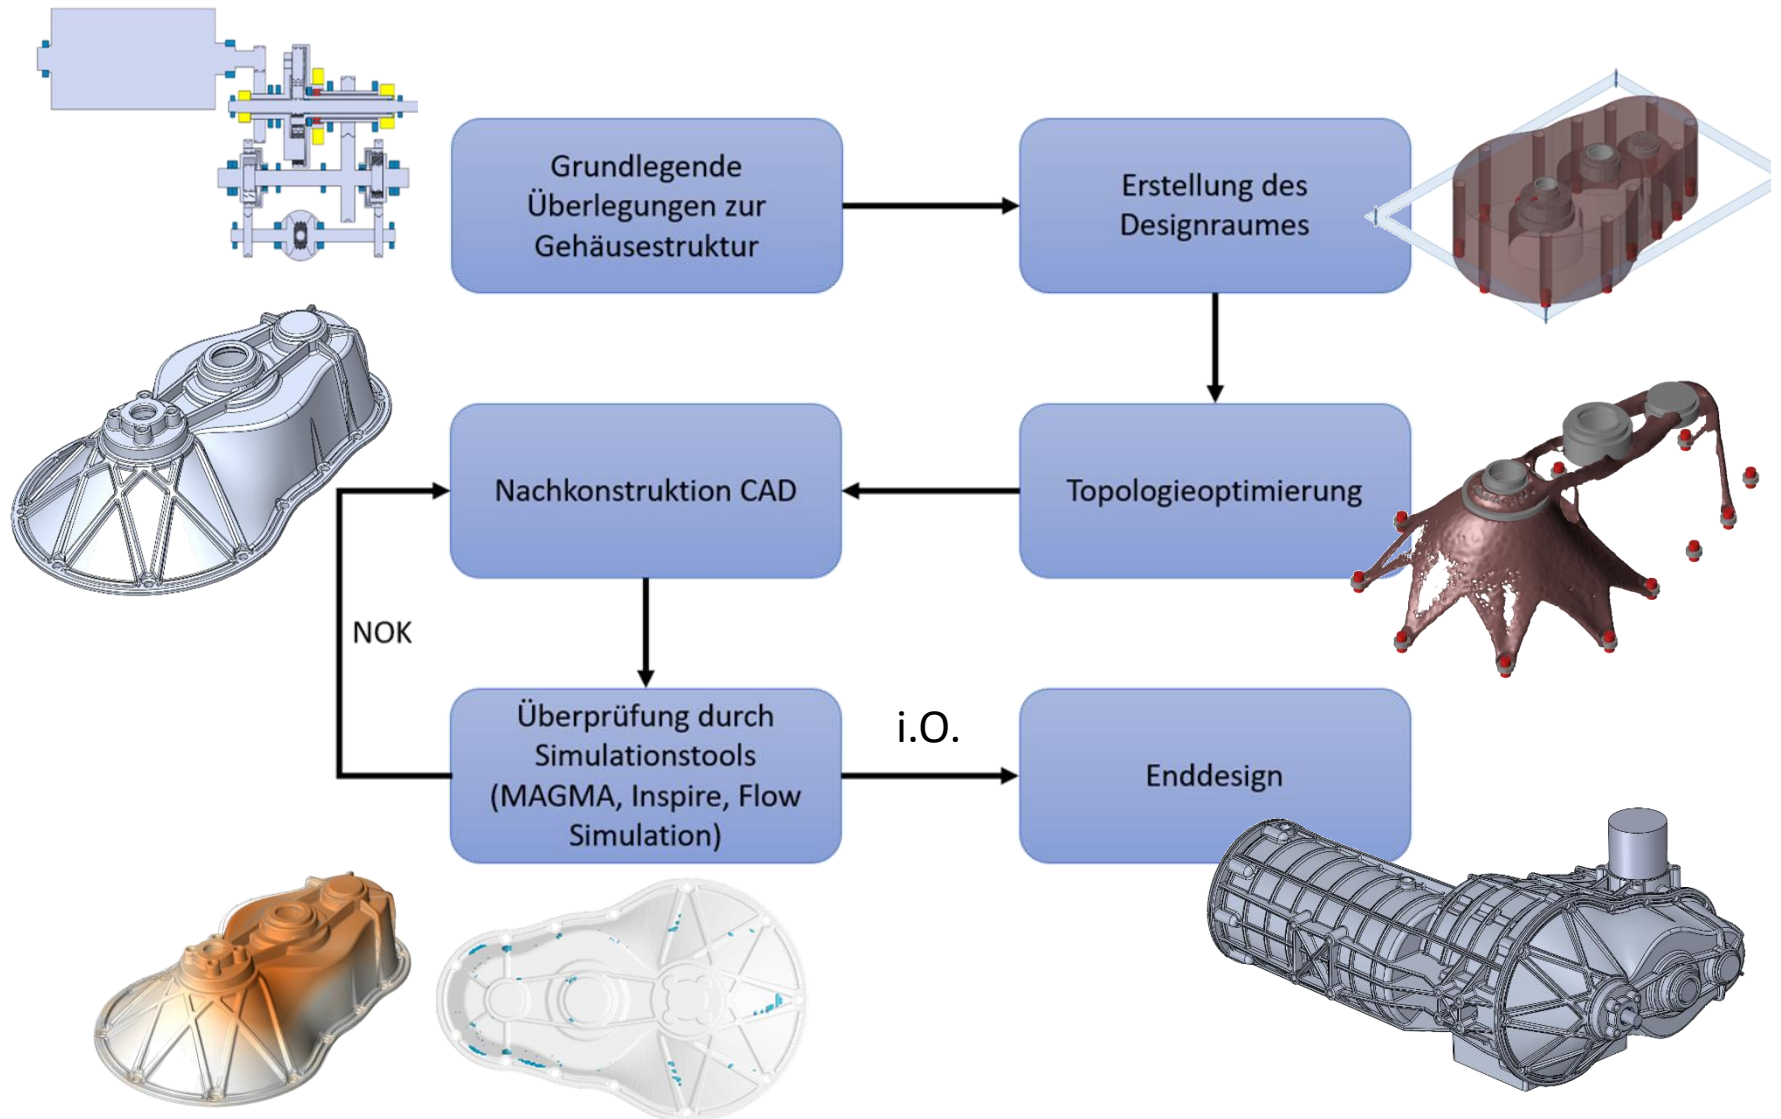 Grundlegende
Überlegungen zur
Gehäusestruktur
Erstellung des
Designraumes
Nachkonstruktion CAD
Topologieoptimierung
NOK
Überprüfung durch
Simulationstools
(MAGMA, Inspire, Flow
Simulation)
i.O.
Enddesign